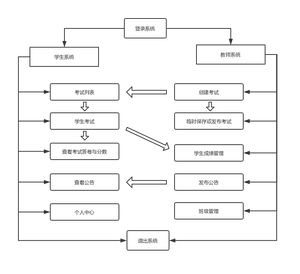 登录系统
学生系统
教师系统
考试列表
创建考试
学生考试
临时保存或发布考试
查看考试答卷与分数
学生成绩管理
查看公告
发布公告
个人中心
班级管理
退出系统